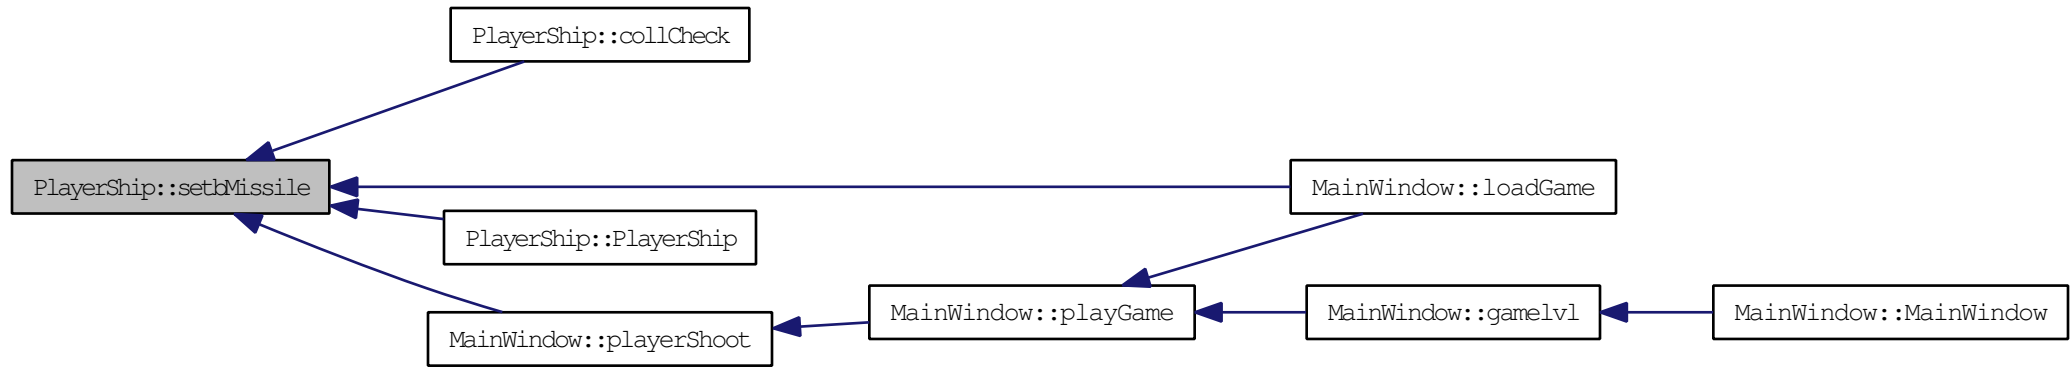 PlayerShip::collCheck
PlayerShip::setbMissile
MainWindow::loadGame
PlayerShip::PlayerShip
MainWindow::playGame
MainWindow::gamelvl
MainWindow::MainWindow
MainWindow::playerShoot